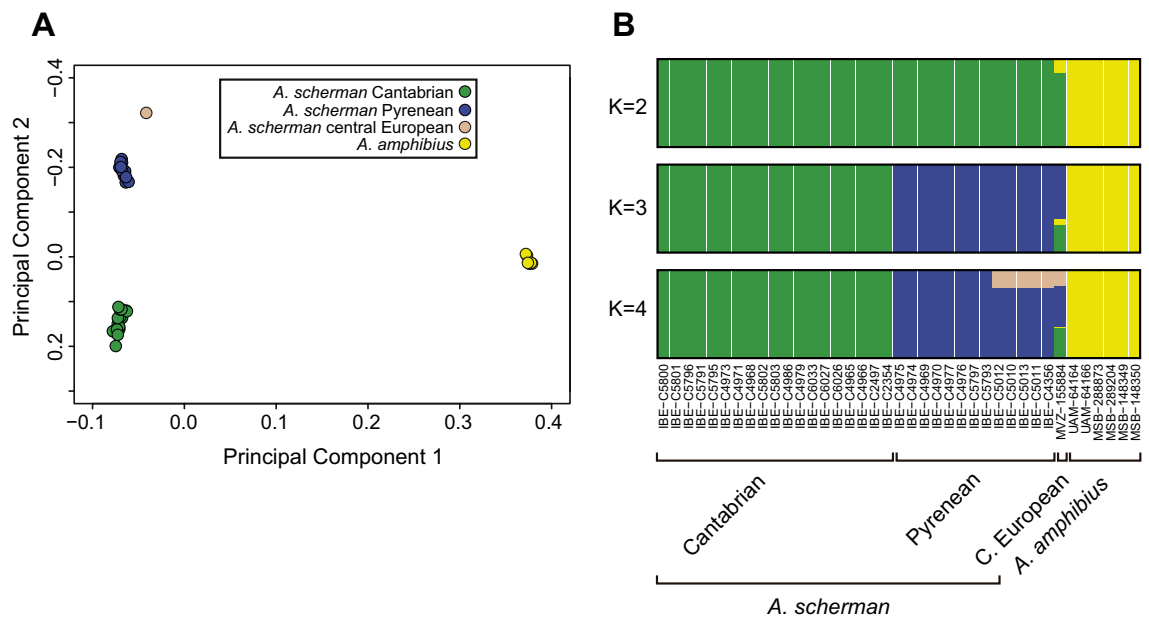 A
B
−0.4
−0.2
0.0
0.2
Principal Component 2
A. scherman Cantabrian
A. scherman Pyrenean
A. scherman central European
A. amphibius
−0.1
0.0
0.1
0.2
0.3
0.4
Principal Component 1
K=2
K=3
K=4
IBE−C5800
IBE−C5801
IBE−C5796
IBE−C5791
IBE−C5795
IBE−C4973
IBE−C4971
IBE−C4968
IBE−C5802
IBE−C5803
IBE−C4986
IBE−C4979
IBE−C6033
IBE−C6027
IBE−C6026
IBE−C4965
IBE−C4966
IBE−C2497
IBE−C2354
IBE−C4975
IBE−C4974
IBE−C4969
IBE−C4970
IBE−C4977
IBE−C4976
IBE−C5797
IBE−C5793
IBE−C5012
IBE−C5010
IBE−C5013
IBE−C5011
IBE−C4356
MVZ−155884
UAM−64164
UAM−64166
MSB−288873
MSB−289204
MSB−148349
MSB−148350
Cantabrian
Pyrenean
C. European
A. amphibius
A. scherman